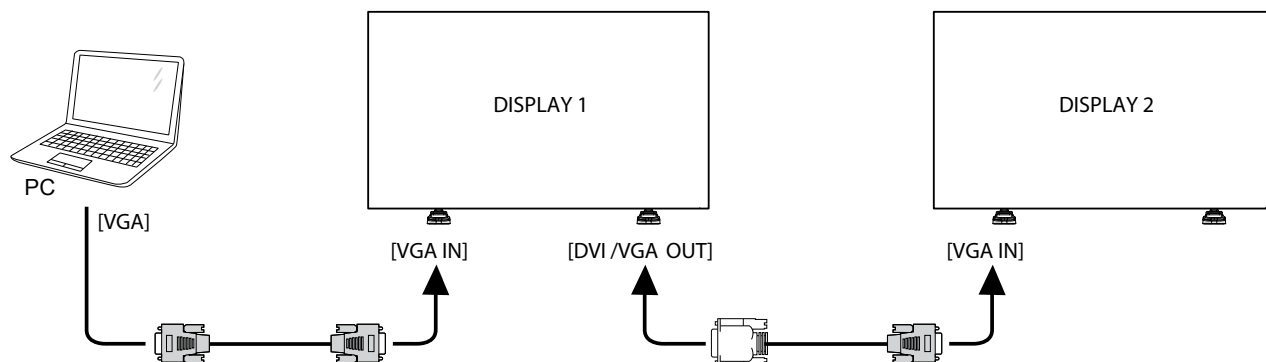 DISPLAY 1
DISPLAY 2
PC
[VGA]
[VGA IN]
[DVI /VGA OUT]
[VGA IN]